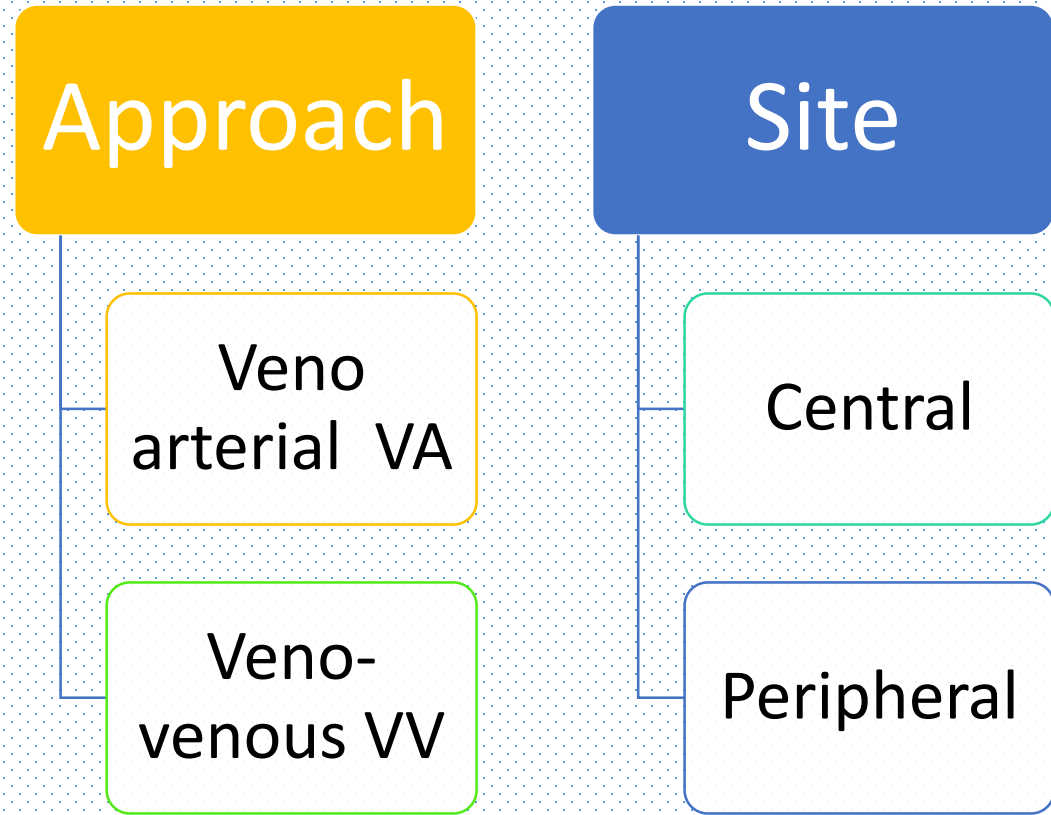 Approach
Veno
arterial  VA
Veno-
venous VV
Site
Central
Peripheral